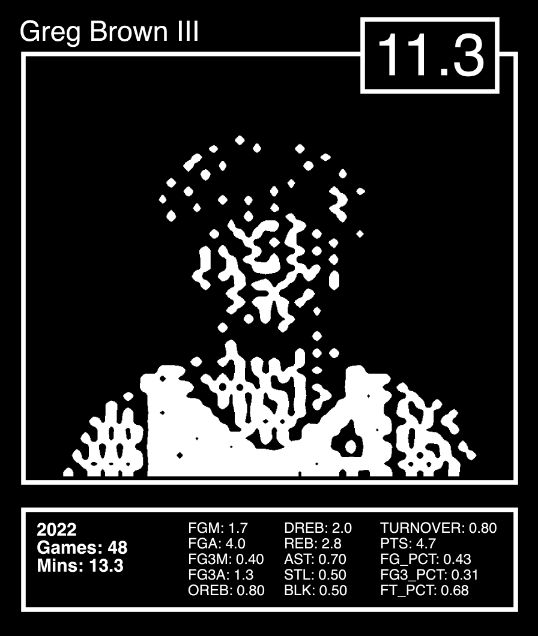 Greg Brown III
11.3
2022
Games: 48
Mins: 13.3
FGM: 1.7
FGA: 4.0
FG3M: 0.40
FG3A: 1.3
OREB: 0.80
DREB: 2.0
REB: 2.8
AST: 0.70
STL: 0.50
BLK: 0.50
TURNOVER: 0.80
PTS: 4.7
FG_PCT: 0.43
FG3_PCT: 0.31
FT_PCT: 0.68